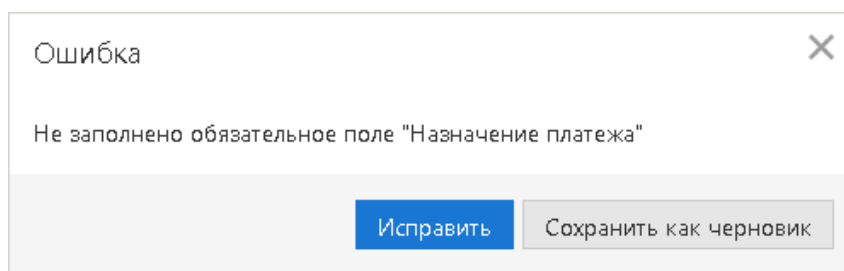 Ошибка
Не заполнено обязательное поле "Назначение платежа"
Исправить Сохранить как черновик